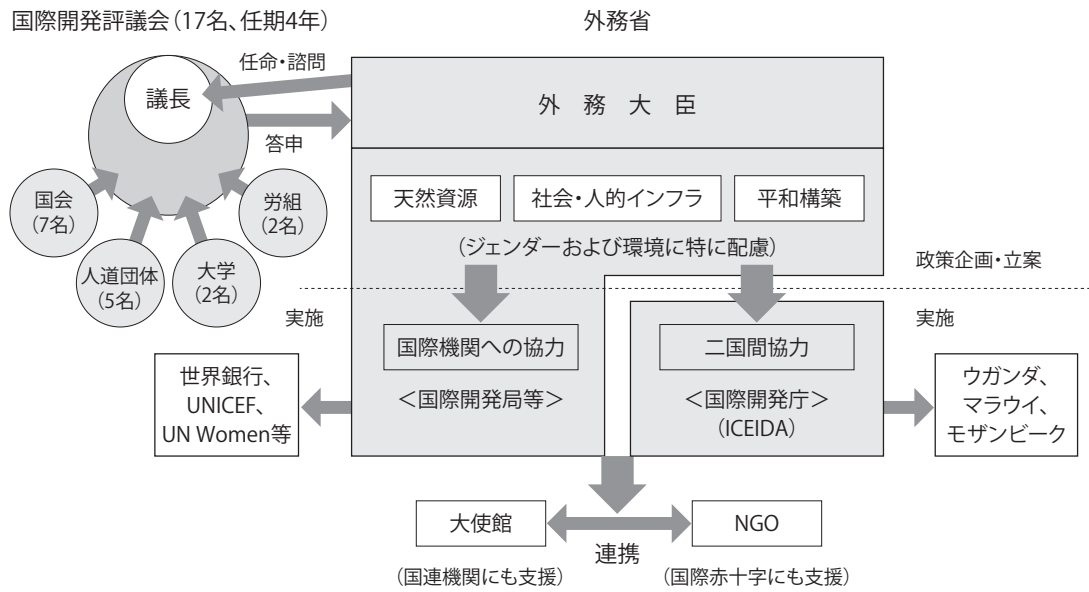 国際開発評議会(17名、任期4年)
外務省
任命・諮問
議長
外務大臣
答申
国会
(7名)
労組
(2名)
人道団体
(5名)
大学
(2名)
天然資源
社会・人的インフラ
平和構築
(ジェンダーおよび環境に特に配慮)
政策企画・立案
実施
実施
国際機関への協力
二国間協力
<国際開発局等>
<国際開発庁>
(ICEIDA)
世界銀行、
UNICEF、
UN Women等
ウガンダ、
マラウイ、
モザンビーク
大使館
NGO
連携
(国連機関にも支援)
(国際赤十字にも支援)